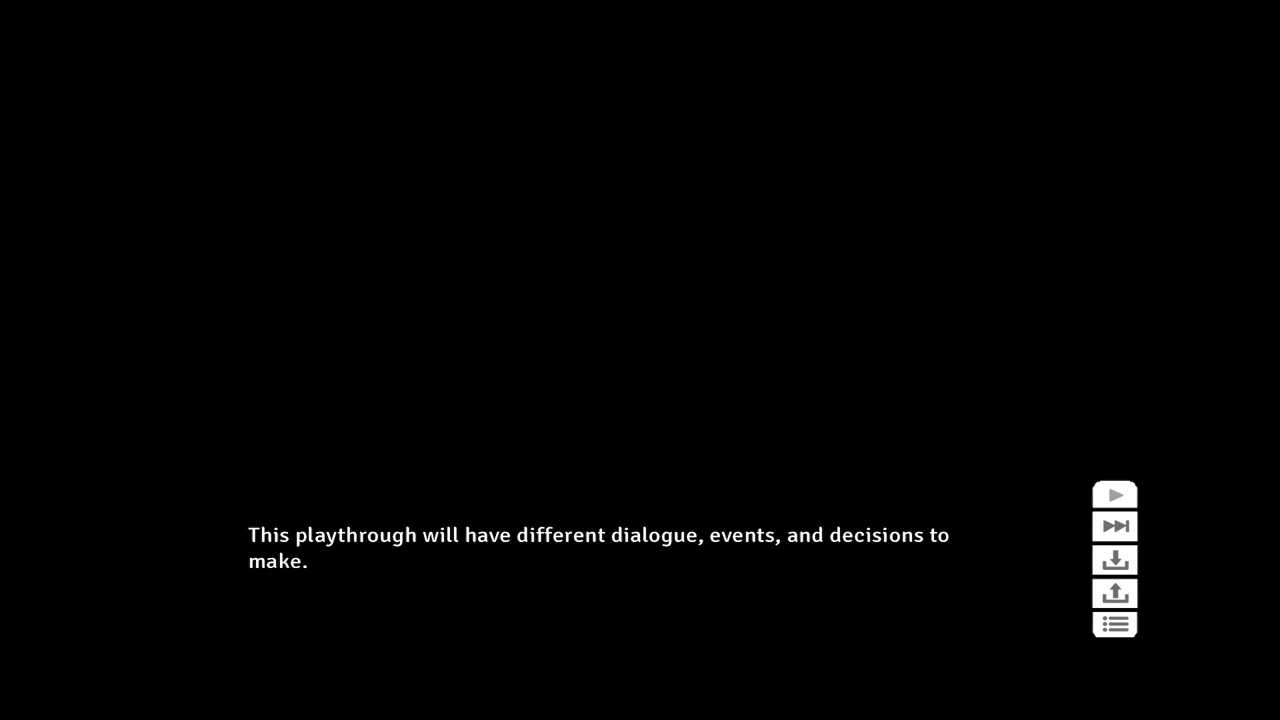 This playthrough will have different dialogue, events, and decisions to
make.